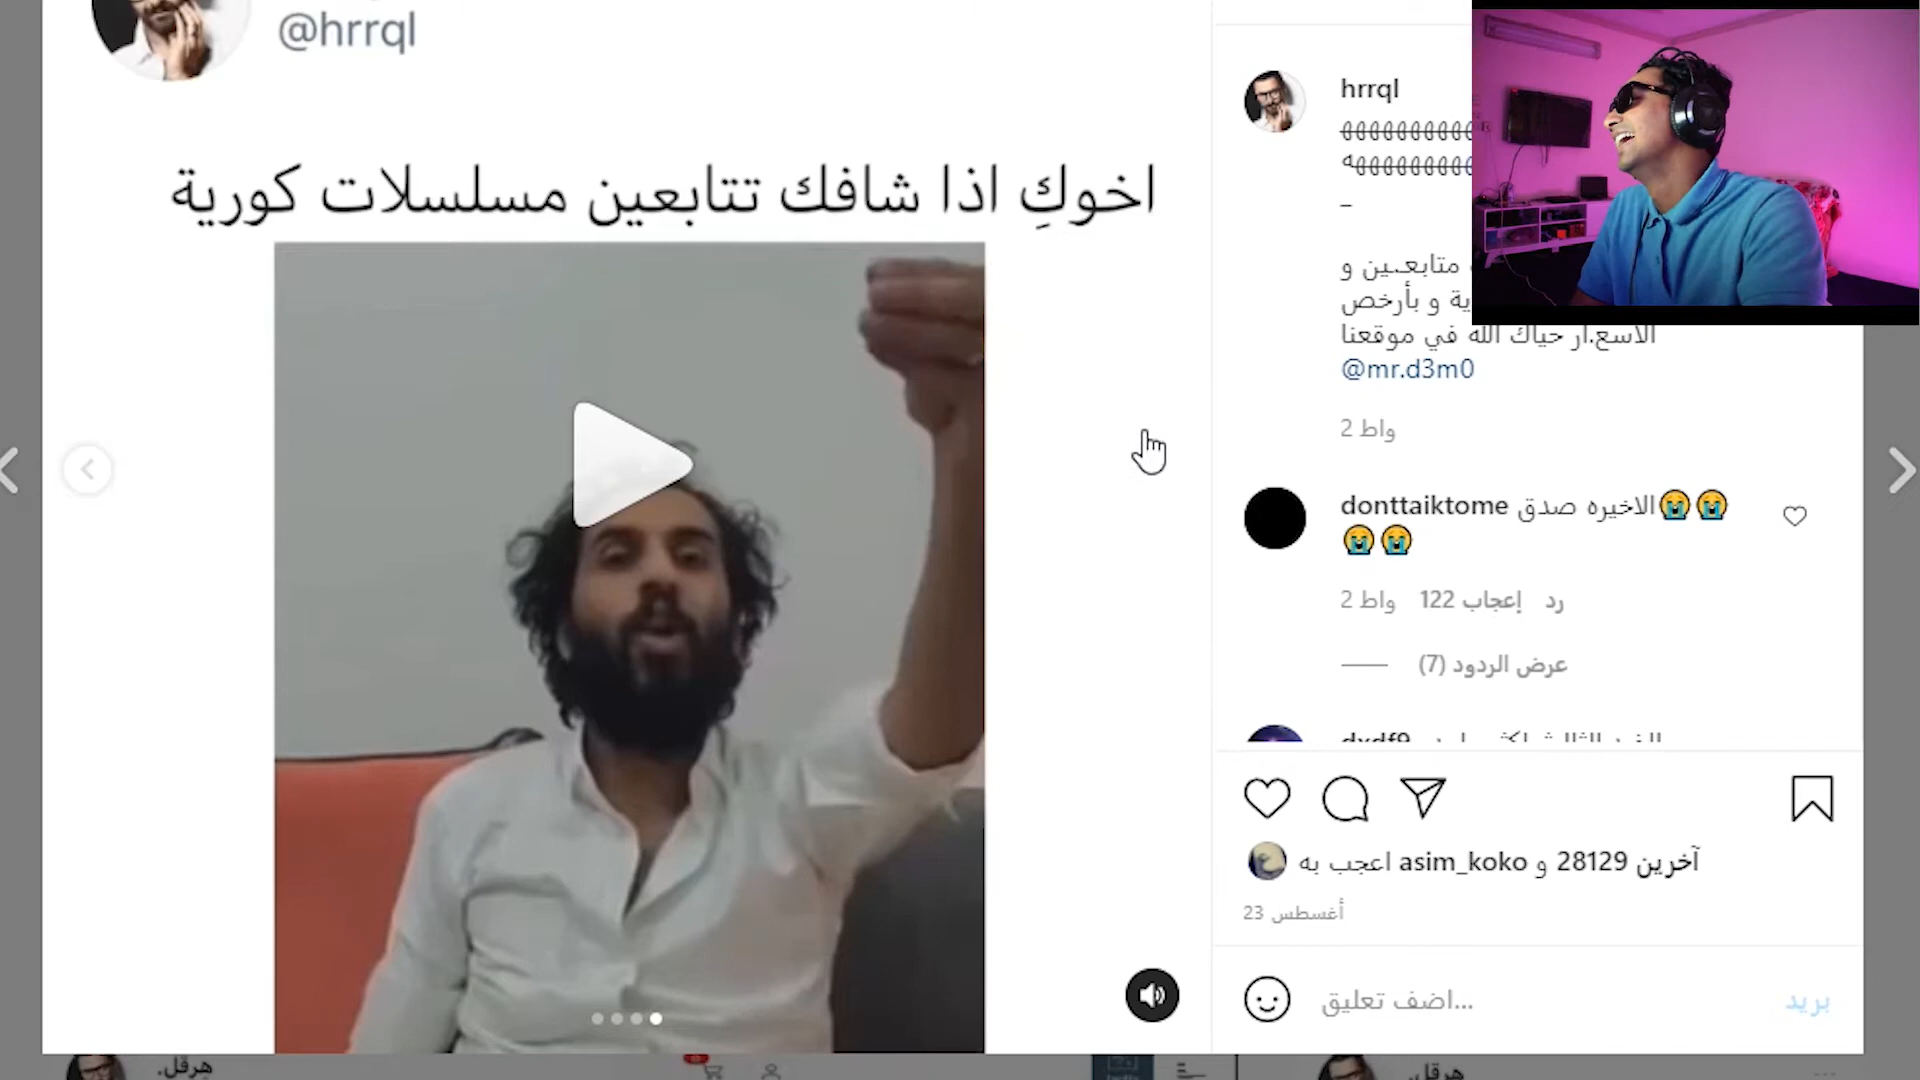 @hrrql
اخوكِ اذا شافك تتابعين مسلسلات كورية
hrrql
متابعـين و
ية و بأرخص
الاسع.ار حياك الله في موقعنا
@mr.d3m0
2 واط
donttaiktome الاخيره صدق😭😭
😭😭
2 واط 122 إعجاب رد
عرض الردود (7)
اعجب به asim_koko و 28129 آخرين
23 أغسطس
اضف تعليق...
بريد
هرقل.
هرقل.